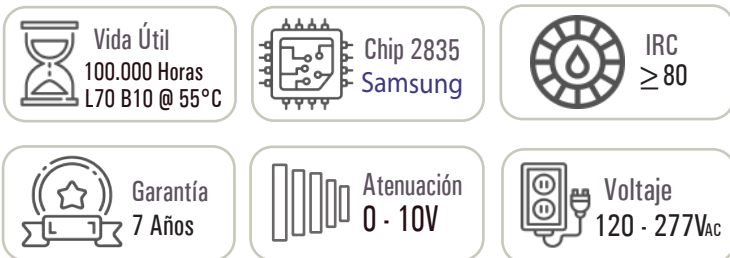 Vida Útil
100.000 Horas
L70 B10 @ 55°C
Chip 2835
Samsung
IRC
≥ 80
Garantía
7 Años
Atenuación
0 - 10V
Voltaje
120 - 277VAC